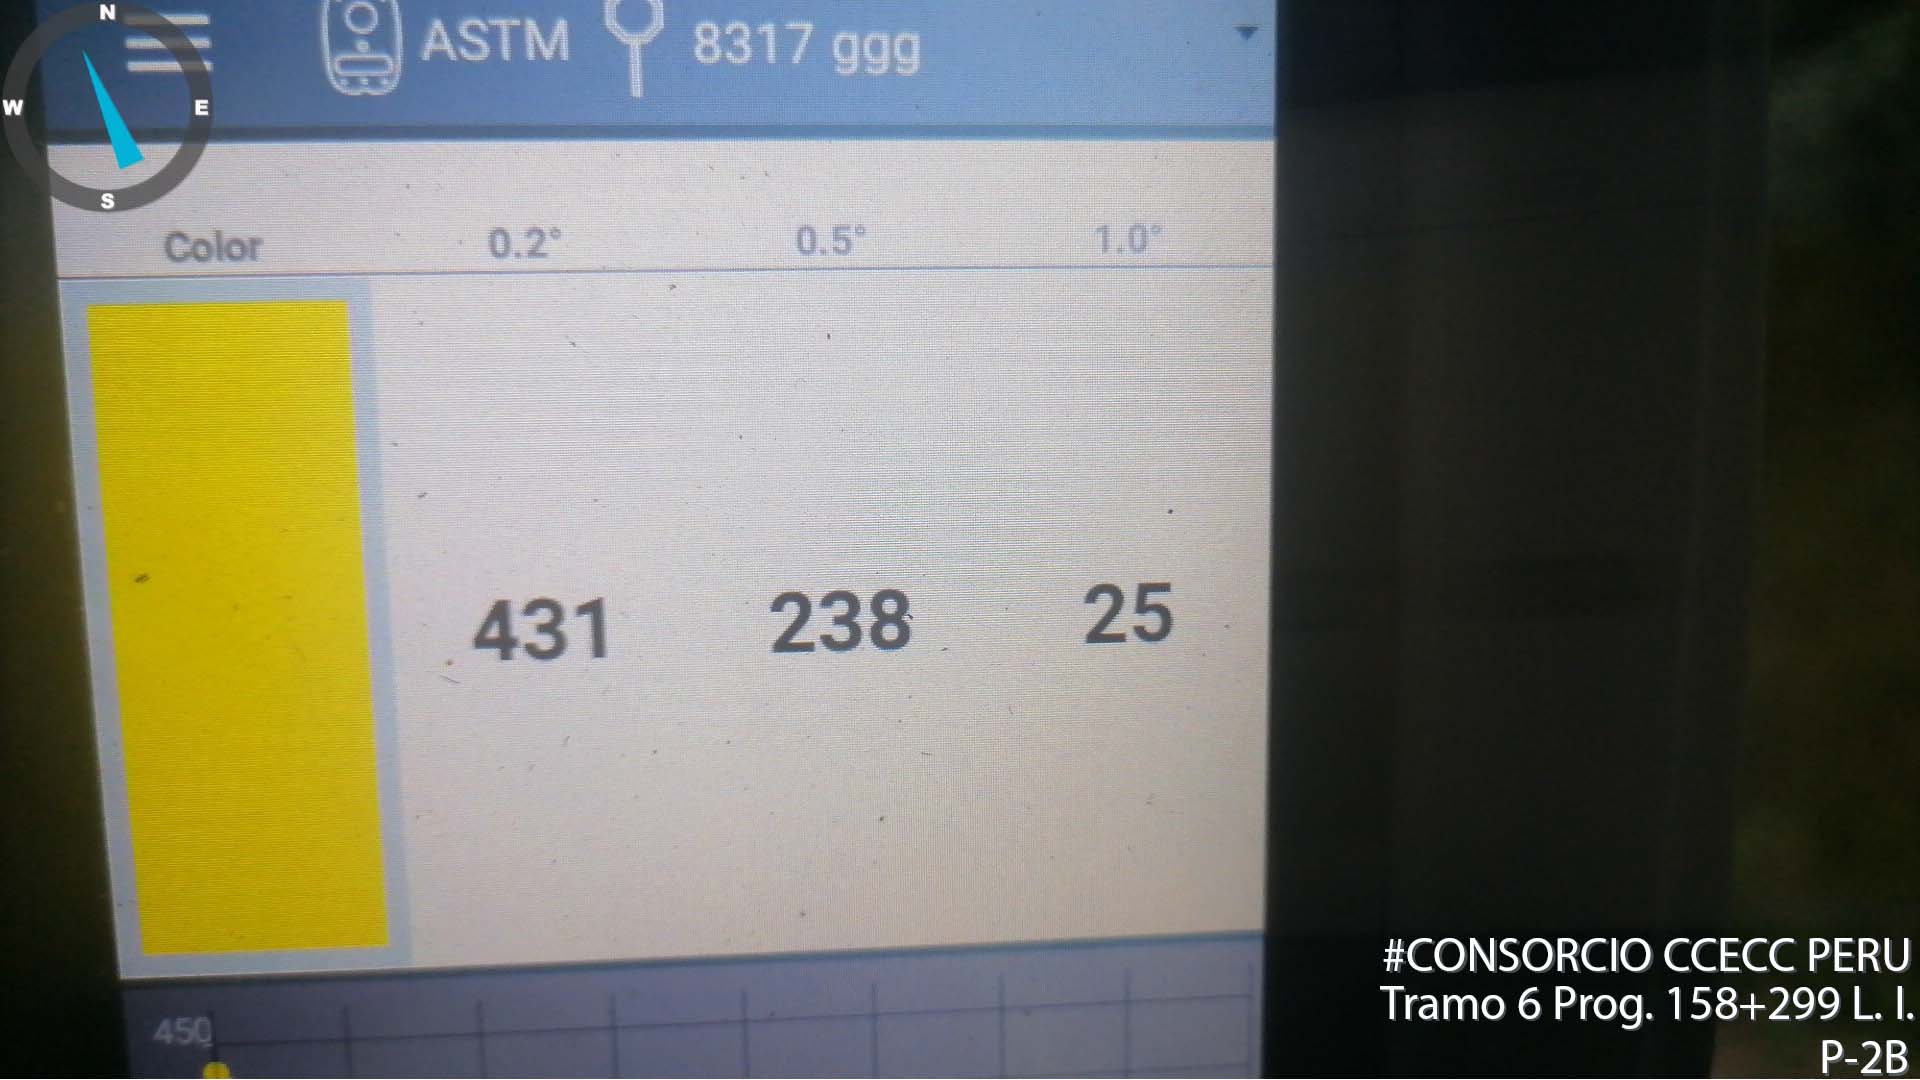 N
W E
S
ASTM 8317 ggg
Color 0.2° 0.5° 1.0°
431 238 25
450
#CONSORCIO CCECC PERU
Tramo 6 Prog. 158+299 L. I.
P-2B